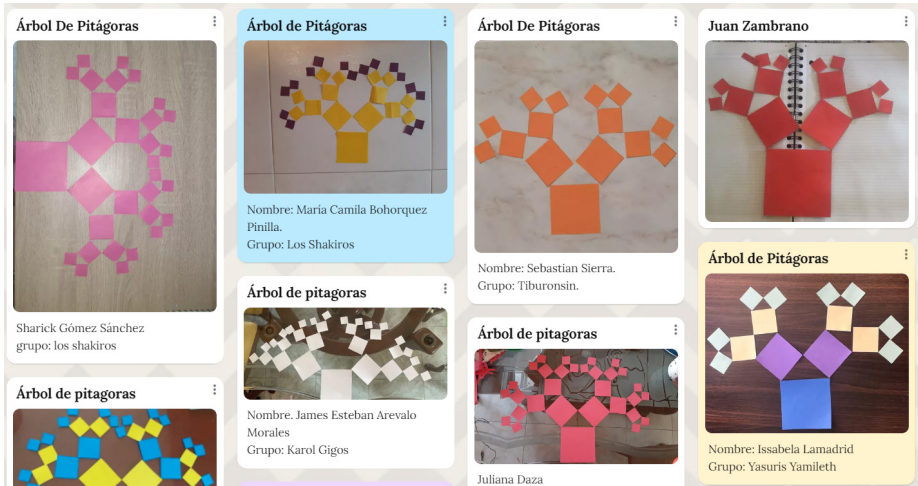 Árbol De Pitágoras
Sharick Gómez Sánchez
grupo: los shakiros
Árbol de pitagoras
Árbol de Pitágoras
Nombre: María Camila Bohorquez
Pinilla.
Grupo: Los Shakiros
Árbol de pitagoras
Nombre. James Esteban Arevalo
Morales
Grupo: Karol Gigos
Árbol De Pitágoras
Nombre: Sebastian Sierra.
Grupo: Tiburonsín.
Árbol de pitagoras
Juliana Daza
Juan Zambrano
Árbol de Pitágoras
Nombre: Issabela Lamadrid
Grupo: Yasuris Yamileth